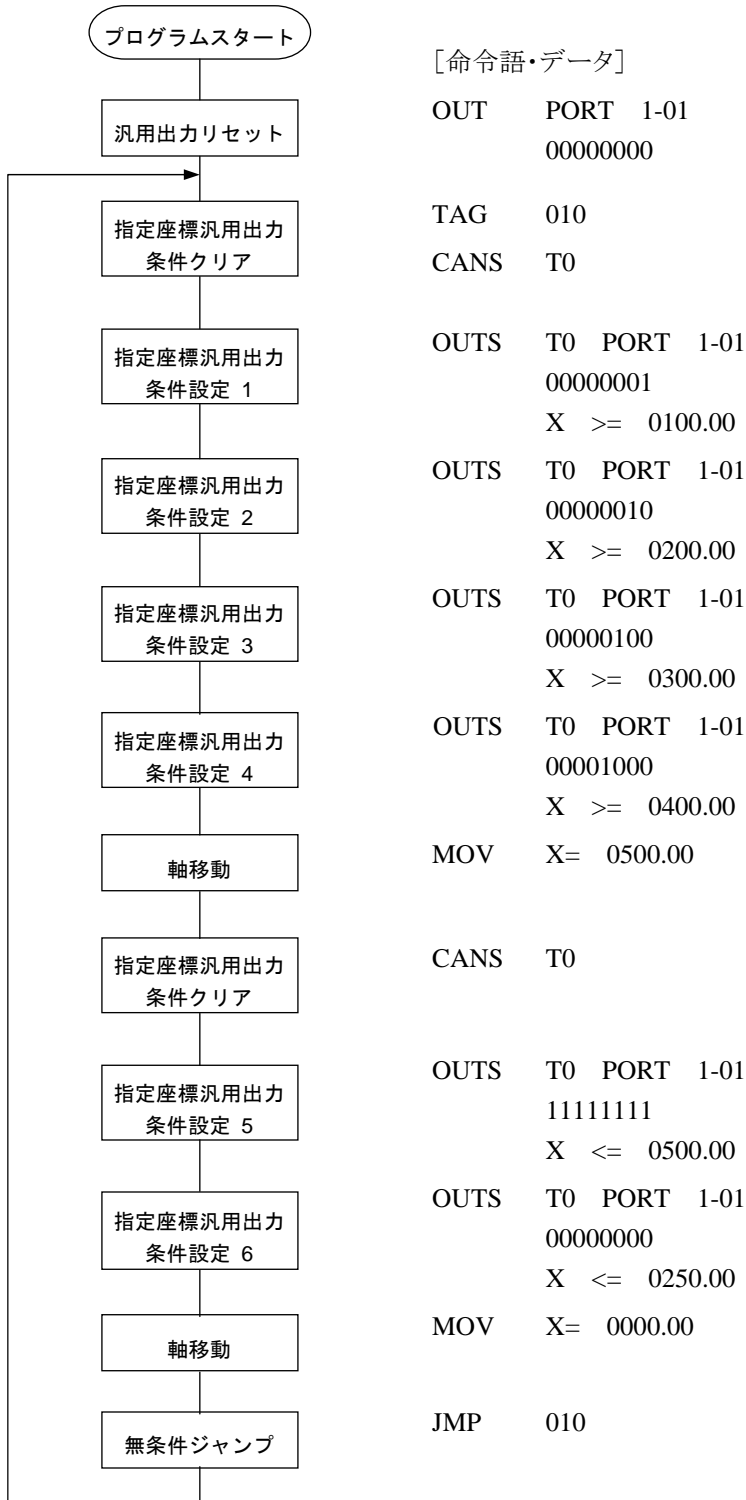 プログラムスタート
[命令語・データ]
汎用出力リセット
OUT PORT 1-01
00000000
指定座標汎用出力
条件クリア
TAG 010
CANS T0
指定座標汎用出力
条件設定 1
OUTS T0 PORT 1-01
00000001
X >= 0100.00
指定座標汎用出力
条件設定 2
OUTS T0 PORT 1-01
00000010
X >= 0200.00
指定座標汎用出力
条件設定 3
OUTS T0 PORT 1-01
00000100
X >= 0300.00
指定座標汎用出力
条件設定 4
OUTS T0 PORT 1-01
00001000
X >= 0400.00
軸移動
MOV X= 0500.00
指定座標汎用出力
条件クリア
CANS T0
指定座標汎用出力
条件設定 5
OUTS T0 PORT 1-01
11111111
X <= 0500.00
指定座標汎用出力
条件設定 6
OUTS T0 PORT 1-01
00000000
X <= 0250.00
軸移動
MOV X= 0000.00
無条件ジャンプ
JMP 010